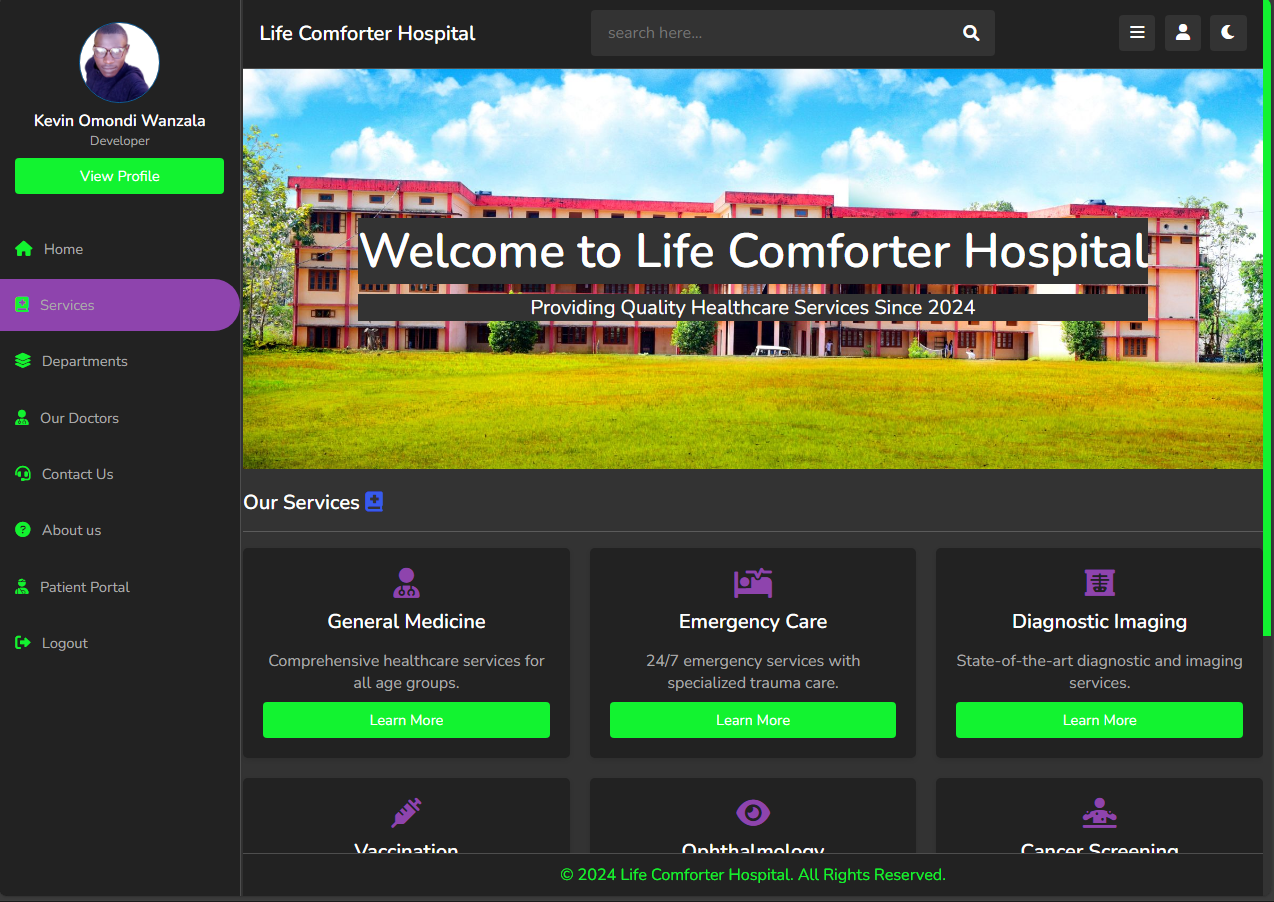 Life Comforter Hospital
search here...
Kevin Omondi Wanzala
Developer
View Profile
Home
Services
Departments
Our Doctors
Contact Us
About us
Patient Portal
Logout
Welcome to Life Comforter Hospital
Providing Quality Healthcare Services Since 2024
Our Services
General Medicine
Comprehensive healthcare services for
all age groups.
Learn More
Emergency Care
24/7 emergency services with
specialized trauma care.
Learn More
Diagnostic Imaging
State-of-the-art diagnostic and imaging
services.
Learn More
Vaccination
Ophthalmology
Cancer Screening
© 2024 Life Comforter Hospital. All Rights Reserved.